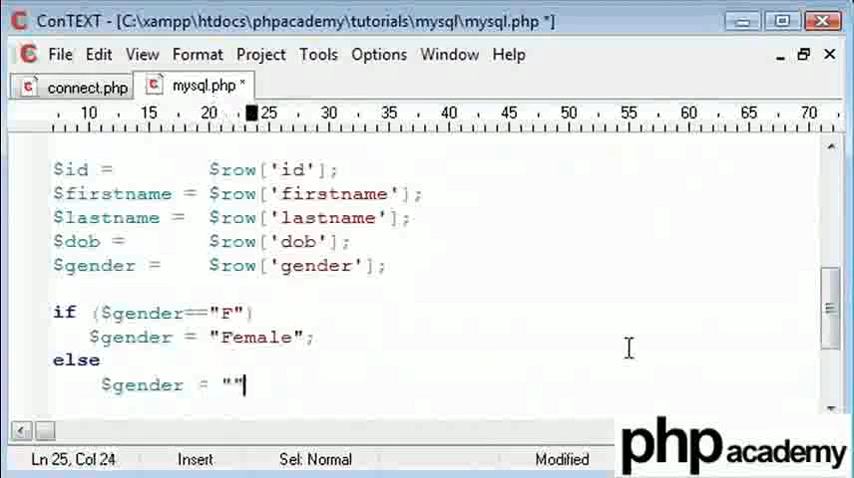 ConTEXT - [C:\xampp\htdocs\phpacademy\tutorials\mysql\mysql.php *]
File Edit View Format Project Tools Options Window Help
connect.php mysql.php *
10 15 20 25 30 35 40 45 50 55 60 65 70
$id = $row['id'];
$firstname = $row['firstname'];
$lastname = $row['lastname'];
$dob = $row['dob'];
$gender = $row['gender'];
if ($gender=="F")
$gender = "Female";
else
$gender = ""
Ln 25, Col 24 Insert Sel: Normal Modified
php academy